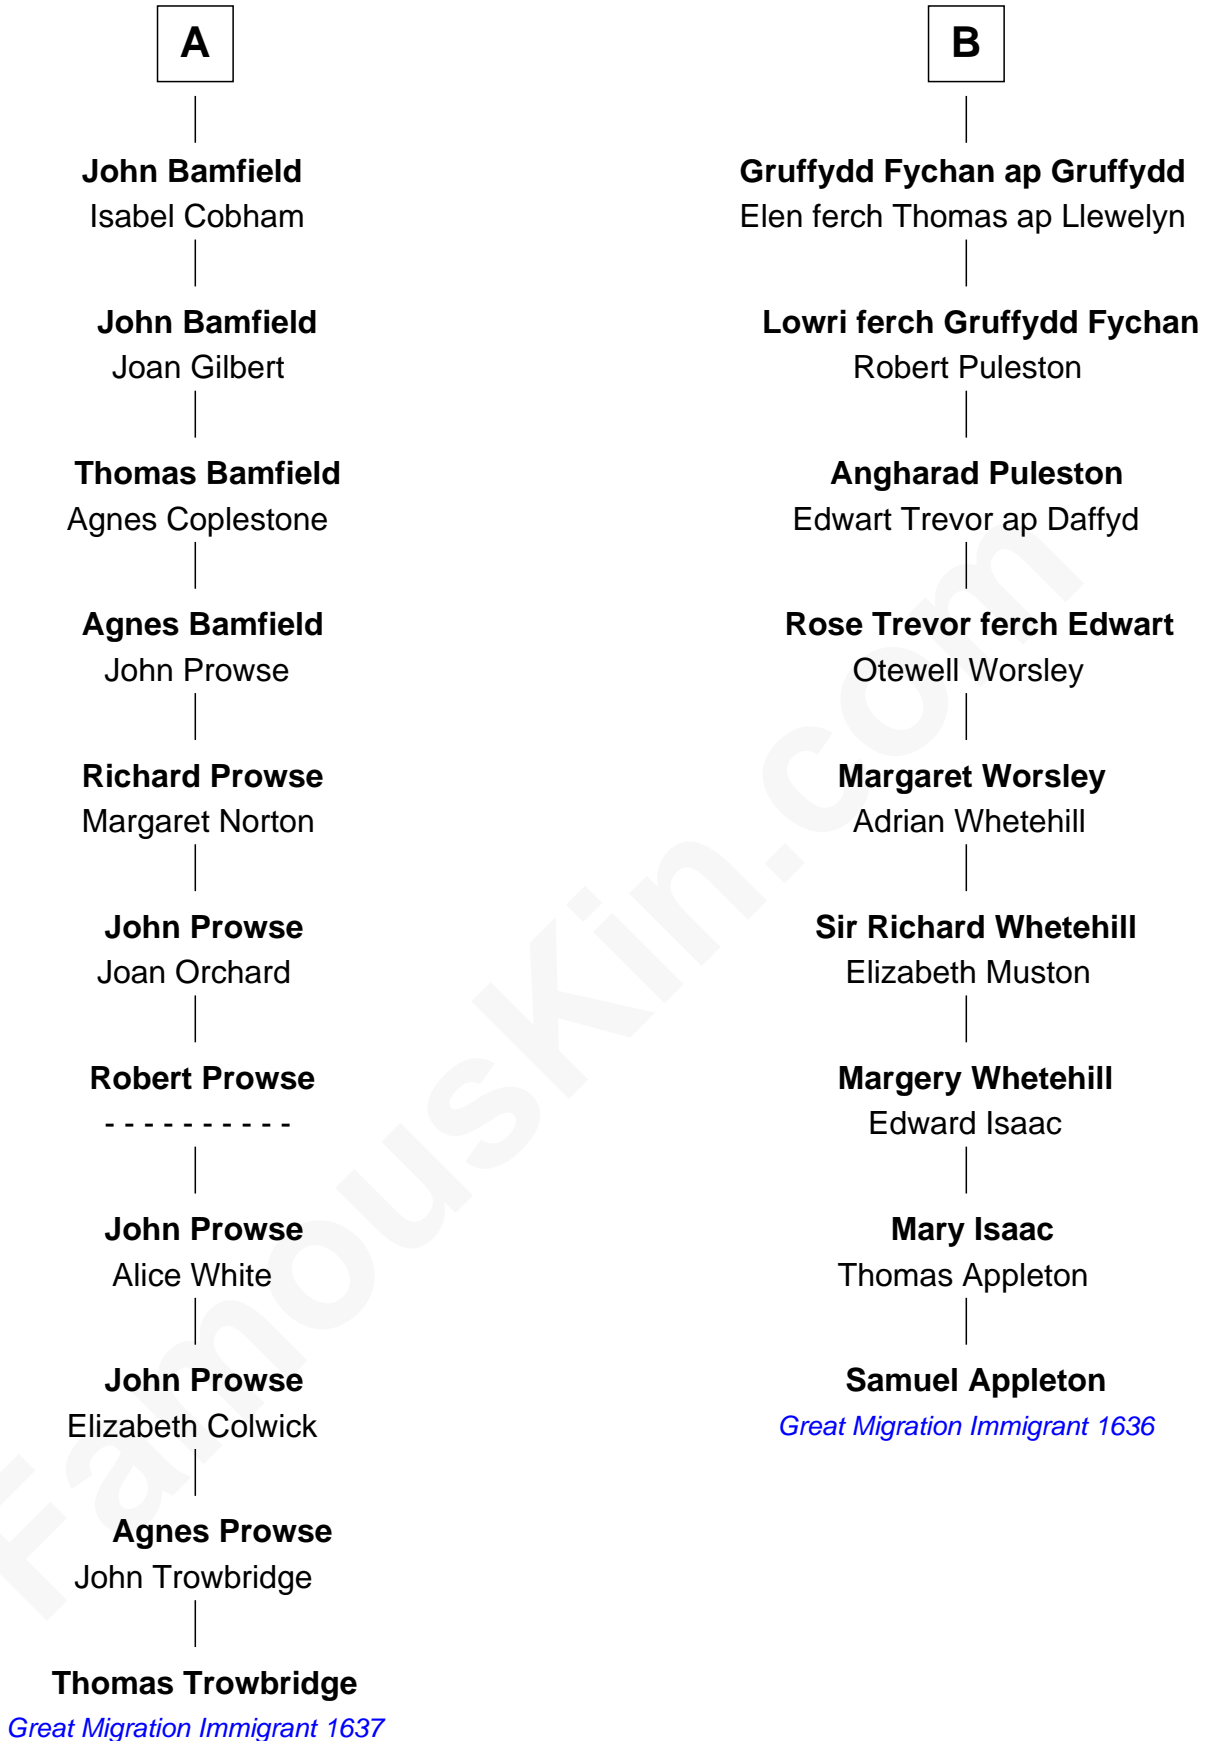 A
John Bamfield
Isabel Cobham
John Bamfield
Joan Gilbert
Thomas Bamfield
Agnes Coplestone
Agnes Bamfield
John Prowse
Richard Prowse
Margaret Norton
John Prowse
Joan Orchard
Robert Prowse
- - - - - - - - - -
John Prowse
Alice White
John Prowse
Elizabeth Colwick
Agnes Prowse
John Trowbridge
Thomas Trowbridge
Great Migration Immigrant 1637
B
Gruffydd Fychan ap Gruffydd
Elen ferch Thomas ap Llewelyn
Lowri ferch Gruffydd Fychan
Robert Puleston
Angharad Puleston
Edwart Trevor ap Daffyd
Rose Trevor ferch Edwart
Otewell Worsley
Margaret Worsley
Adrian Whetehill
Sir Richard Whetehill
Elizabeth Muston
Margery Whetehill
Edward Isaac
Mary Isaac
Thomas Appleton
Samuel Appleton
Great Migration Immigrant 1636
FamousKin.com